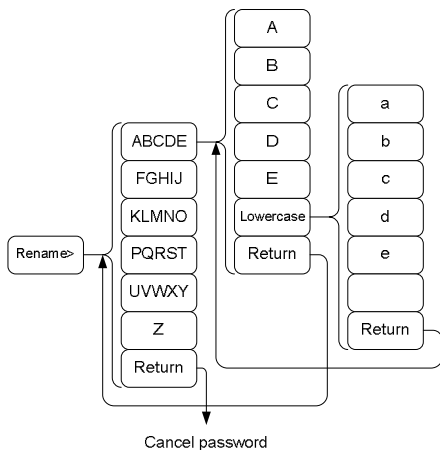 Rename>
ABCDE
FGHIJ
KLMNO
PQRST
UVWXY
Z
Return
A
B
C
D
E
Lowercase
Return
a
b
c
d
e
Return
Cancel password